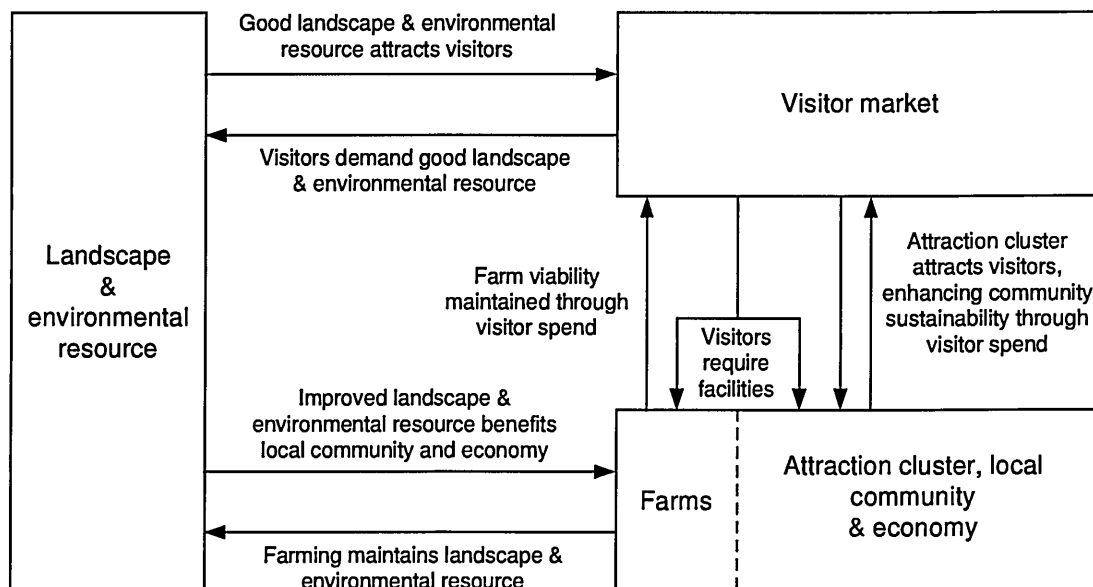 Good landscape & environmental
resource attracts visitors
Visitor market
Visitors demand good landscape
& environmental resource
Landscape
&
environmental
resource
Farm viability
maintained through
visitor spend
Visitors
require
facilities
Attraction cluster
attracts visitors,
enhancing community
sustainability through
visitor spend
Improved landscape &
environmental resource benefits
local community and economy
Farms
Attraction cluster, local
community
& economy
Farming maintains landscape &
environmental resource